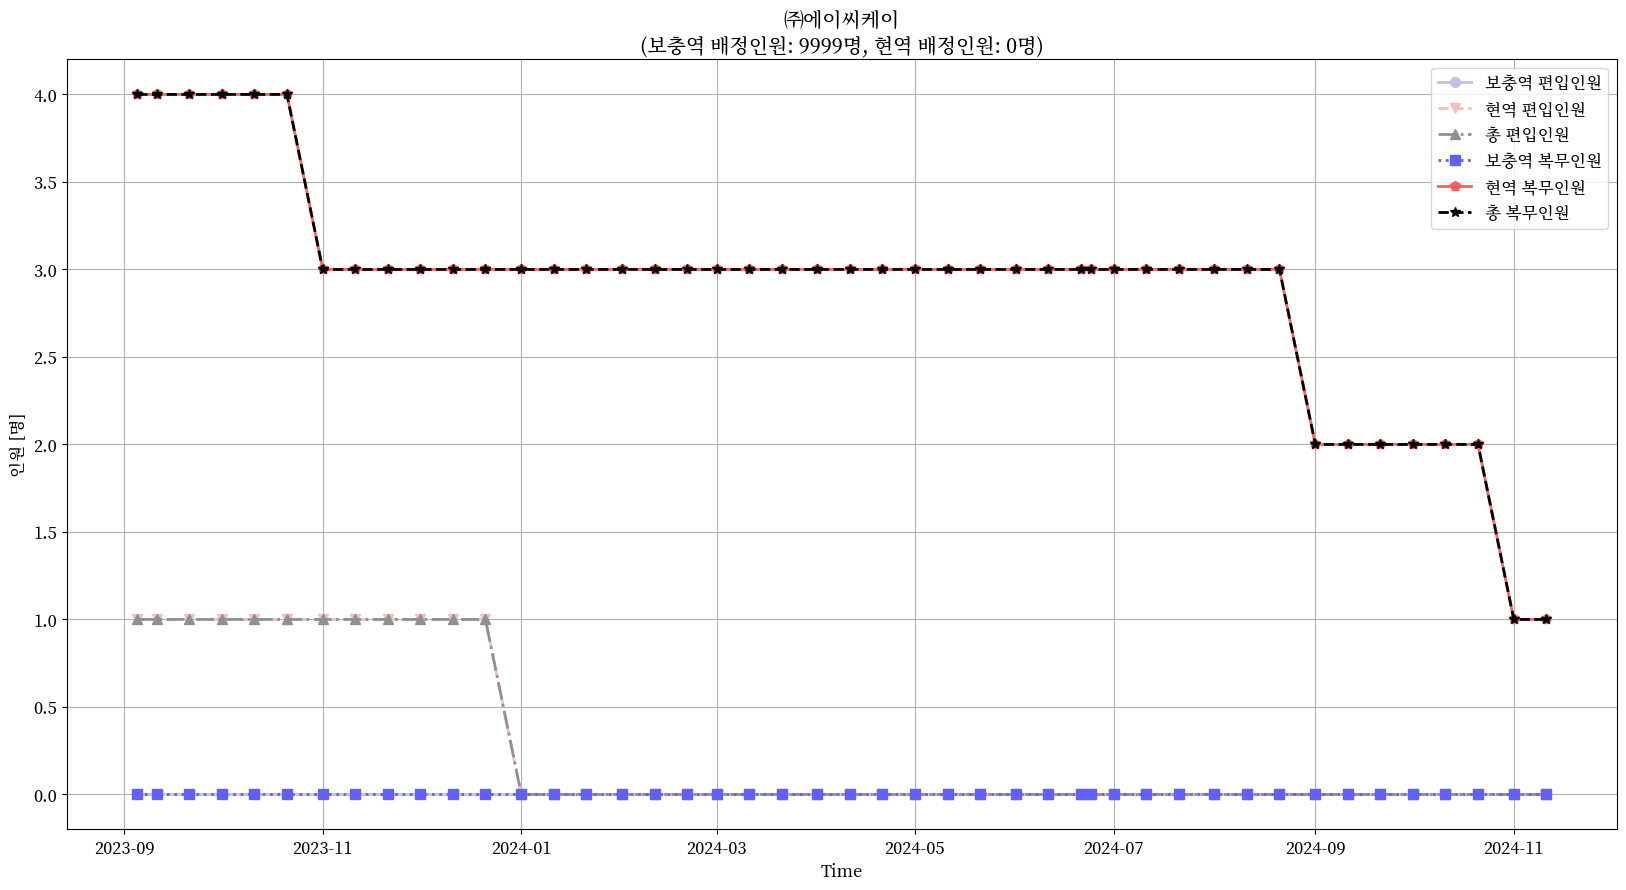 ㈜에이씨케이
(보충역 배정인원: 9999명, 현역 배정인원: 0명)
보충역 편입인원
현역 편입인원
총 편입인원
보충역 복무인원
현역 복무인원
총 복무인원
인원 [명]
4.0
3.5
3.0
2.5
2.0
1.5
1.0
0.5
0.0
2023-09 2023-11 2024-01 2024-03 2024-05 2024-07 2024-09 2024-11
Time